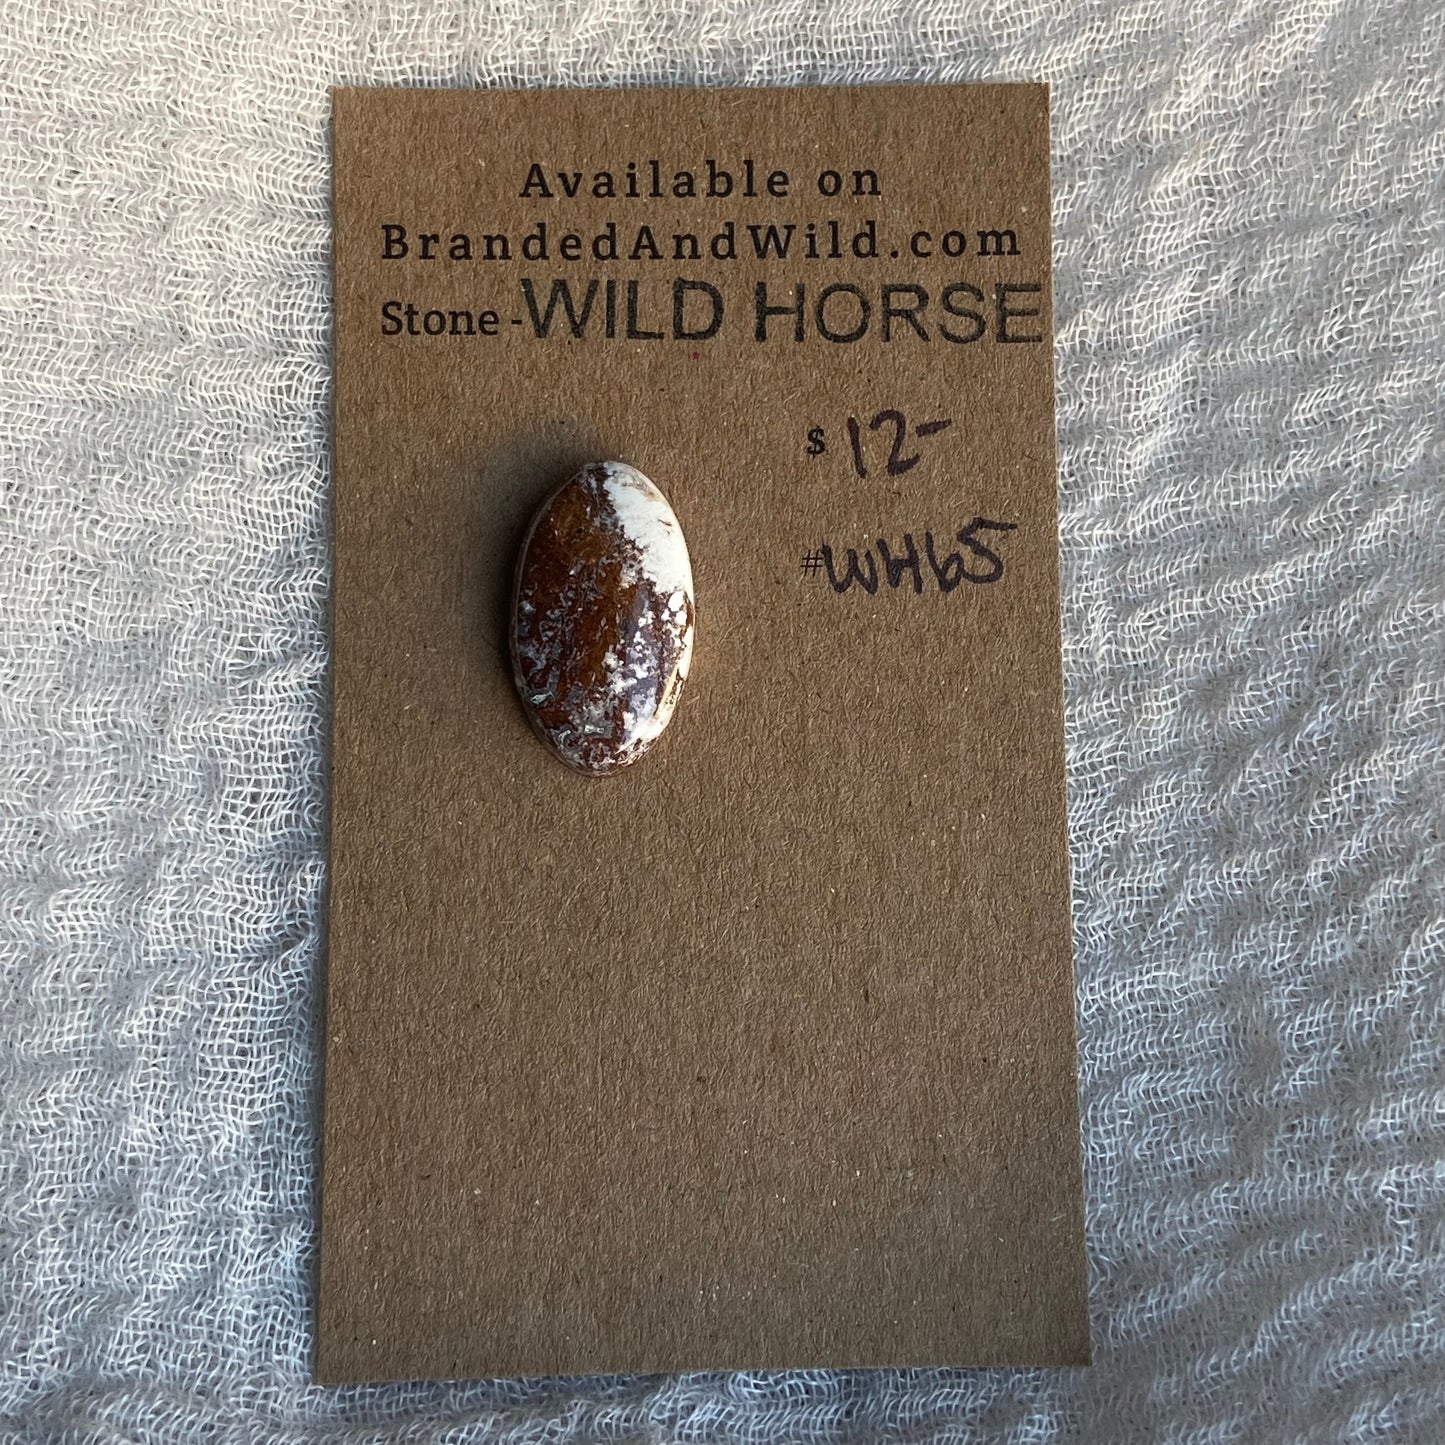 Available on
BrandedAndWild.com
Stone - WILD HORSE
$ 12-
#WH65